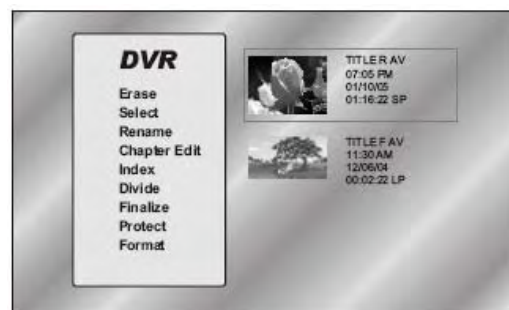 DVR
Erase
Select
Rename
Chapter Edit
Index
Divide
Finalize
Protect
Format
TITLE R AV
07:05 PM
01/10/05
01:16:22 SP
TITLE F AV
11:30 AM
12/06/04
00:02:22 LP